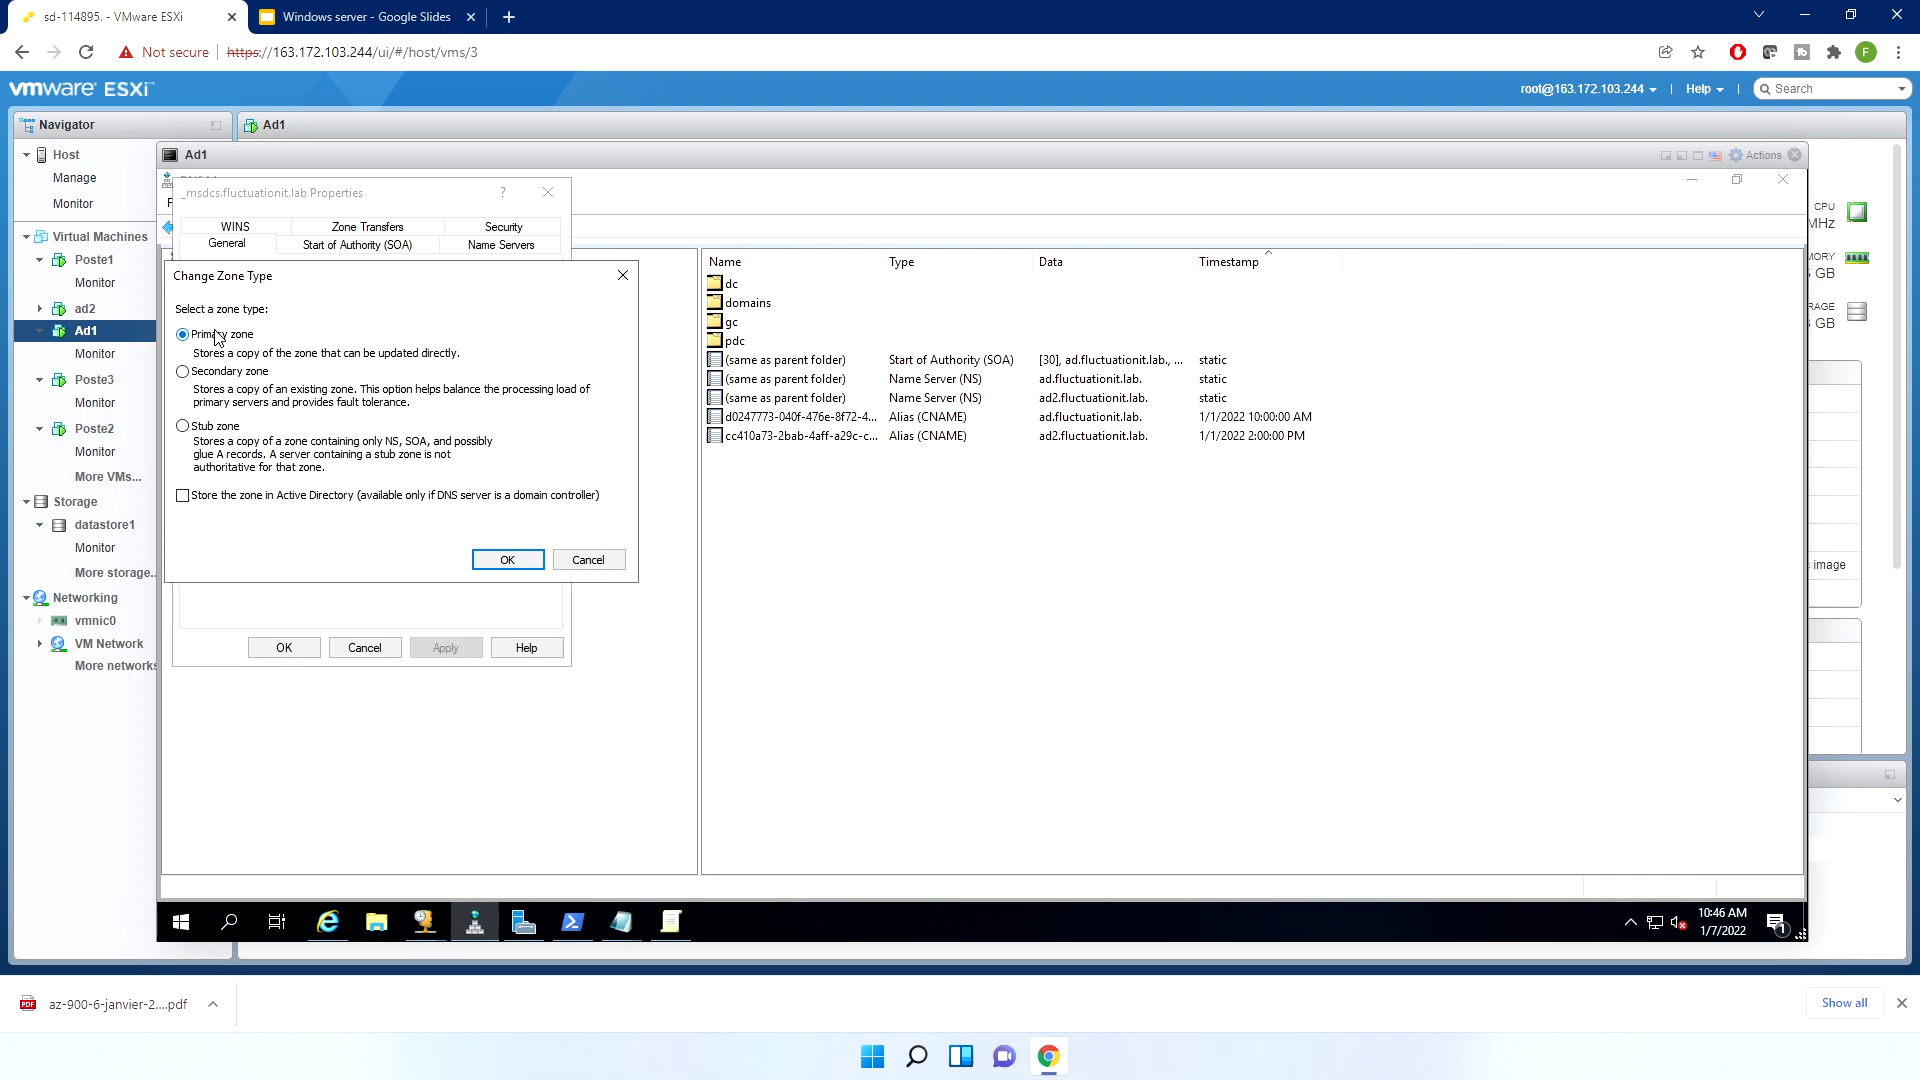 sd-114895. - VMware ESXi
Windows server - Google Slides
Not secure
https://163.172.103.244/ui/#/host/vms/3
F
vmware ESXi
root@163.172.103.244
Help
Search
Navigator
Host
Manage
Monitor
Virtual Machines
Poste1
Monitor
ad2
Ad1
Monitor
Poste3
Monitor
Poste2
Monitor
More VMs...
Storage
datastore1
Monitor
More storage..
Networking
vmnic0
VM Network
More networks
Ad1
Ad1
Actions
_msdcs.fluctuationit.lab Properties
?
WINS
Zone Transfers
Security
General
Start of Authority (SOA)
Name Servers
Change Zone Type
Select a zone type:
Primary zone
Stores a copy of the zone that can be updated directly.
Secondary zone
Stores a copy of an existing zone. This option helps balance the processing load of
primary servers and provides fault tolerance.
Stub zone
Stores a copy of a zone containing only NS, SOA, and possibly
glue A records. A server containing a stub zone is not
authoritative for that zone.
Store the zone in Active Directory (available only if DNS server is a domain controller)
OK
Cancel
OK
Cancel
Apply
Help
Name Type Data Timestamp
dc
domains
gc
pdc
(same as parent folder) Start of Authority (SOA) [30], ad.fluctuationit.lab., ... static
(same as parent folder) Name Server (NS) ad.fluctuationit.lab. static
(same as parent folder) Name Server (NS) ad2.fluctuationit.lab. static
d0247773-040f-476e-8f72-4... Alias (CNAME) ad.fluctuationit.lab. 1/1/2022 10:00:00 AM
cc410a73-2bab-4aff-a29c-c... Alias (CNAME) ad2.fluctuationit.lab. 1/1/2022 2:00:00 PM
CPU
MHz
GB
GB
image
10:46 AM
1/7/2022
1
PDF
az-900-6-janvier-2....pdf
Show all